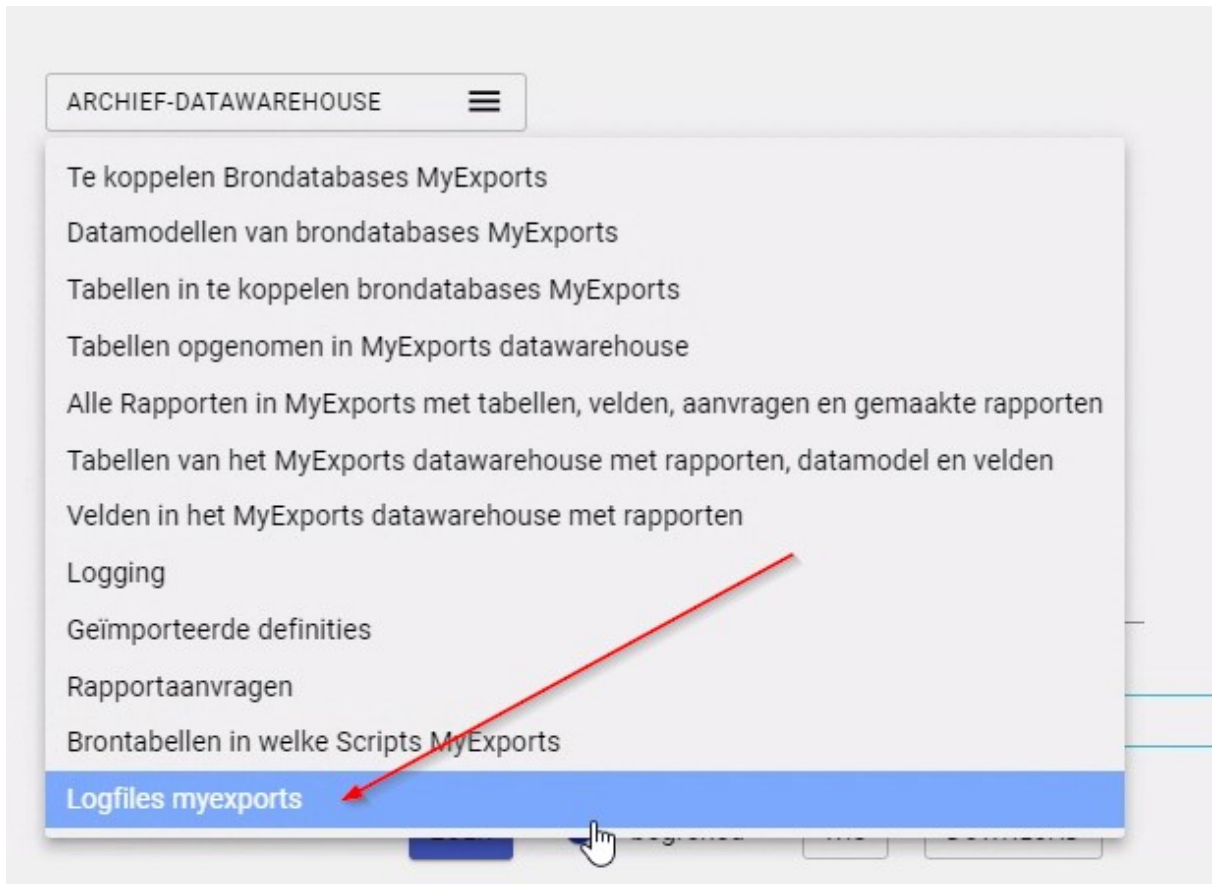 ARCHIEF-DATAWAREHOUSE
Te koppelen Brondatabases MyExports
Datamodellen van brondatabases MyExports
Tabellen in te koppelen brondatabases MyExports
Tabellen opgenomen in MyExports datawarehouse
Alle Rapporten in MyExports met tabellen, velden, aanvragen en gemaakte rapporten
Tabellen van het MyExports datawarehouse met rapporten, datamodel en velden
Velden in het MyExports datawarehouse met rapporten
Logging
Geïmporteerde definities
Rapportaanvragen
Brontabellen in welke Scripts MyExports
Logfiles myexports